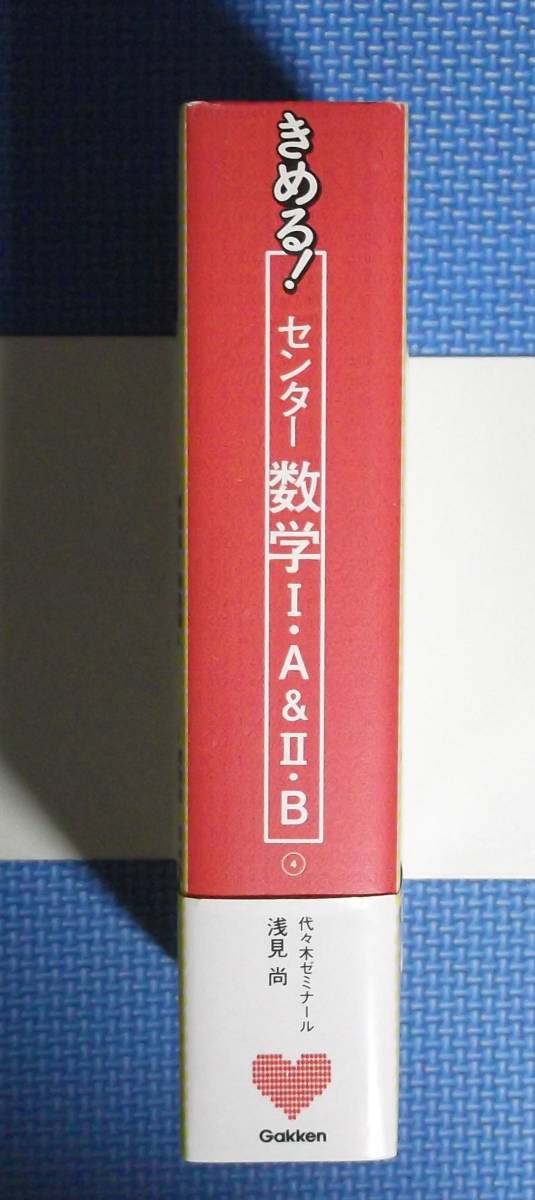 きめる!
センター 数学 I・A&II・B
4
代々木ゼミナール
浅見 尚
Gakken